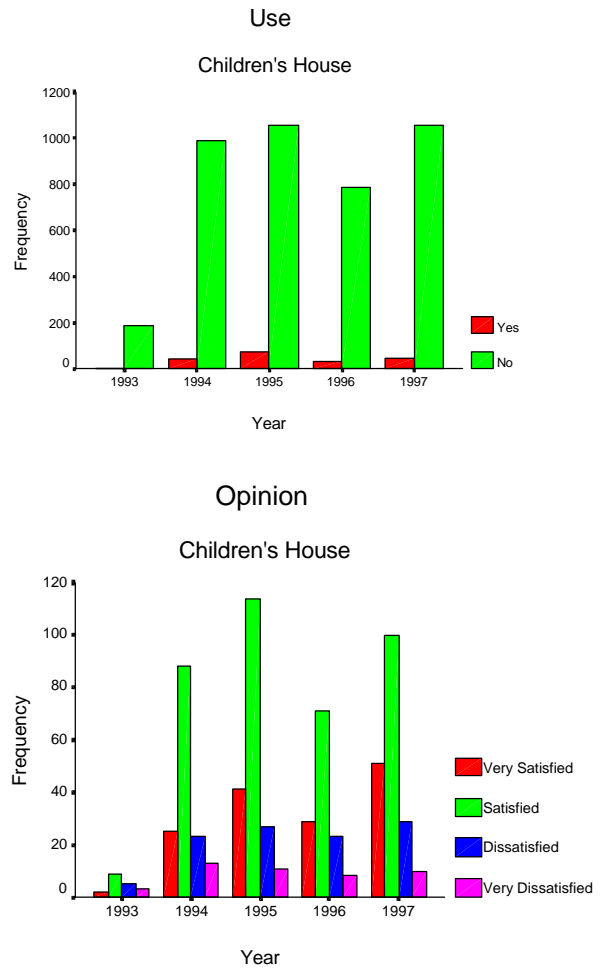 Use
Children's House
1200
1000
800
600
400
200
0
Frequency
1993 1994 1995 1996 1997
Year
Yes
No
Opinion
Children's House
120
100
80
60
40
20
0
Frequency
1993 1994 1995 1996 1997
Year
Very Satisfied
Satisfied
Dissatisfied
Very Dissatisfied